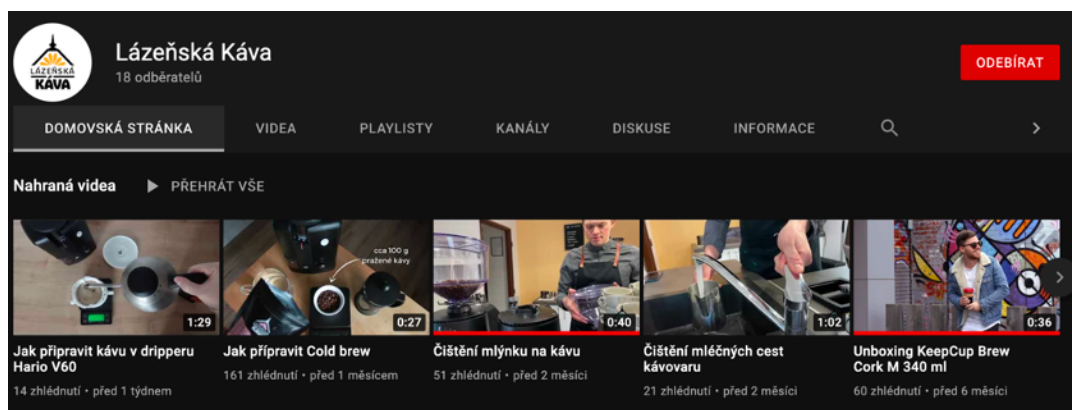 LÁZEŇSKÁ
KÁVA
Lázeňská Káva
18 odběratelů
ODEBÍRAT
DOMOVSKÁ STRÁNKA VIDEA PLAYLISTY KANÁLY DISKUSE INFORMACE
Nahraná videa PŘEHRÁT VŠE
cca 100 g
pražené kávy
1:29 0:27 0:40 1:02 0:36
Jak připravit kávu v dripperu
Hario V60
14 zhlédnutí • před 1 týdnem
Jak přípravit Cold brew
161 zhlédnutí • před 1 měsícem
Čištění mlýnku na kávu
51 zhlédnutí • před 2 měsíci
Čištění mléčných cest
kávovaru
21 zhlédnutí • před 2 měsíci
Unboxing KeepCup Brew
Cork M 340 ml
60 zhlédnutí • před 6 měsíci